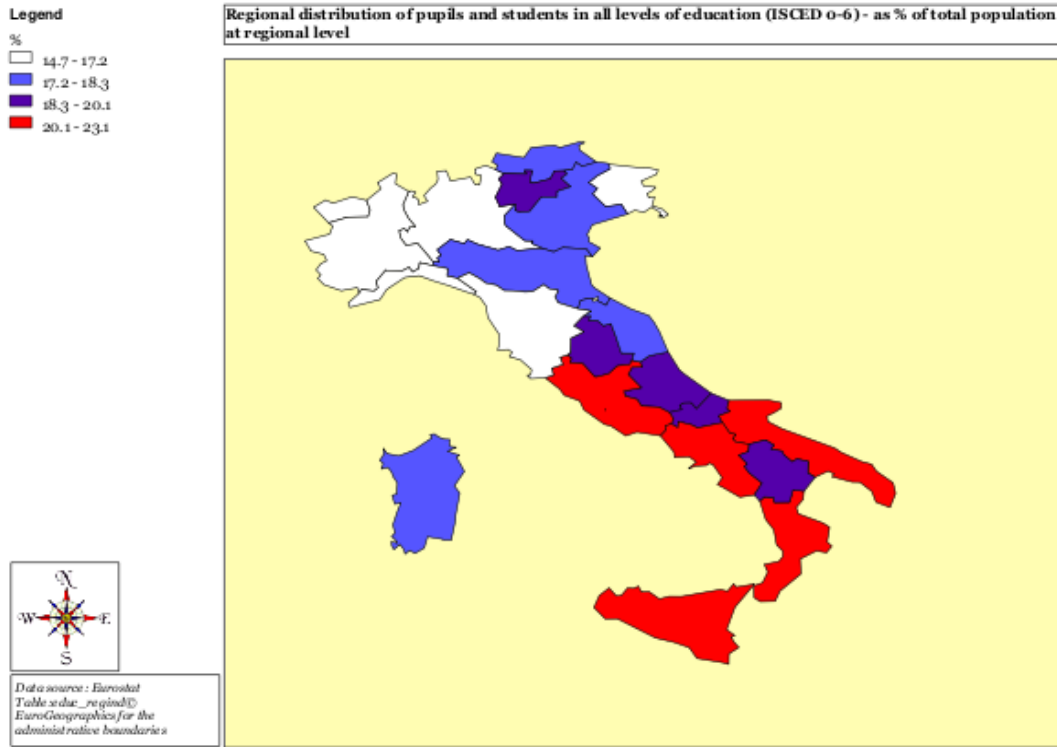 Legend
%
14.7 - 17.2
17.2 - 18.3
18.3 - 20.1
20.1 - 23.1
Regional distribution of pupils and students in all levels of education (ISCED 0-6) - as % of total population
at regional level
N
W E
S
Data source : Eurostat
Table : educ_regind©
EuroGeographics for the
administrative boundaries